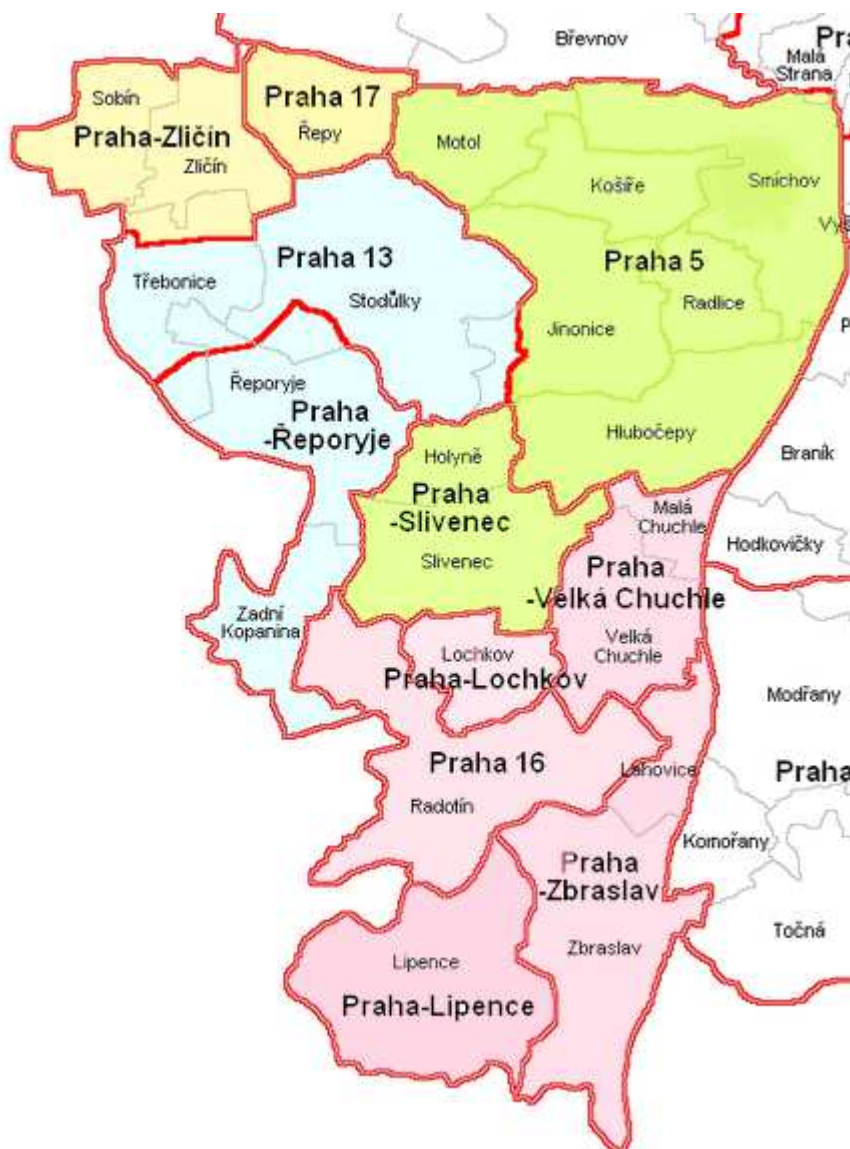 Břevnov
Malá
Strana
Sobín
Praha 17
Praha-Zličín
Řepy
Motol
Zličín
Košíře
Smíchov
Praha 13
Praha 5
Třebonice
Stodůlky
Radlice
Jinonice
Řeporyje
Praha
-Řeporyje
Hlubočepy
Holyně
Braník
Praha
-Slivenec
Malá
Chuchle
Hodkovičky
Slivenec
Praha
-Velká Chuchle
Zadní
Kopanina
Velká
Chuchle
Lochkov
Praha-Lochkov
Modřany
Praha 16
Lahovice
Praha
Radotín
Komořany
Praha
-Zbraslav
Točná
Zbraslav
Lipence
Praha-Lipence